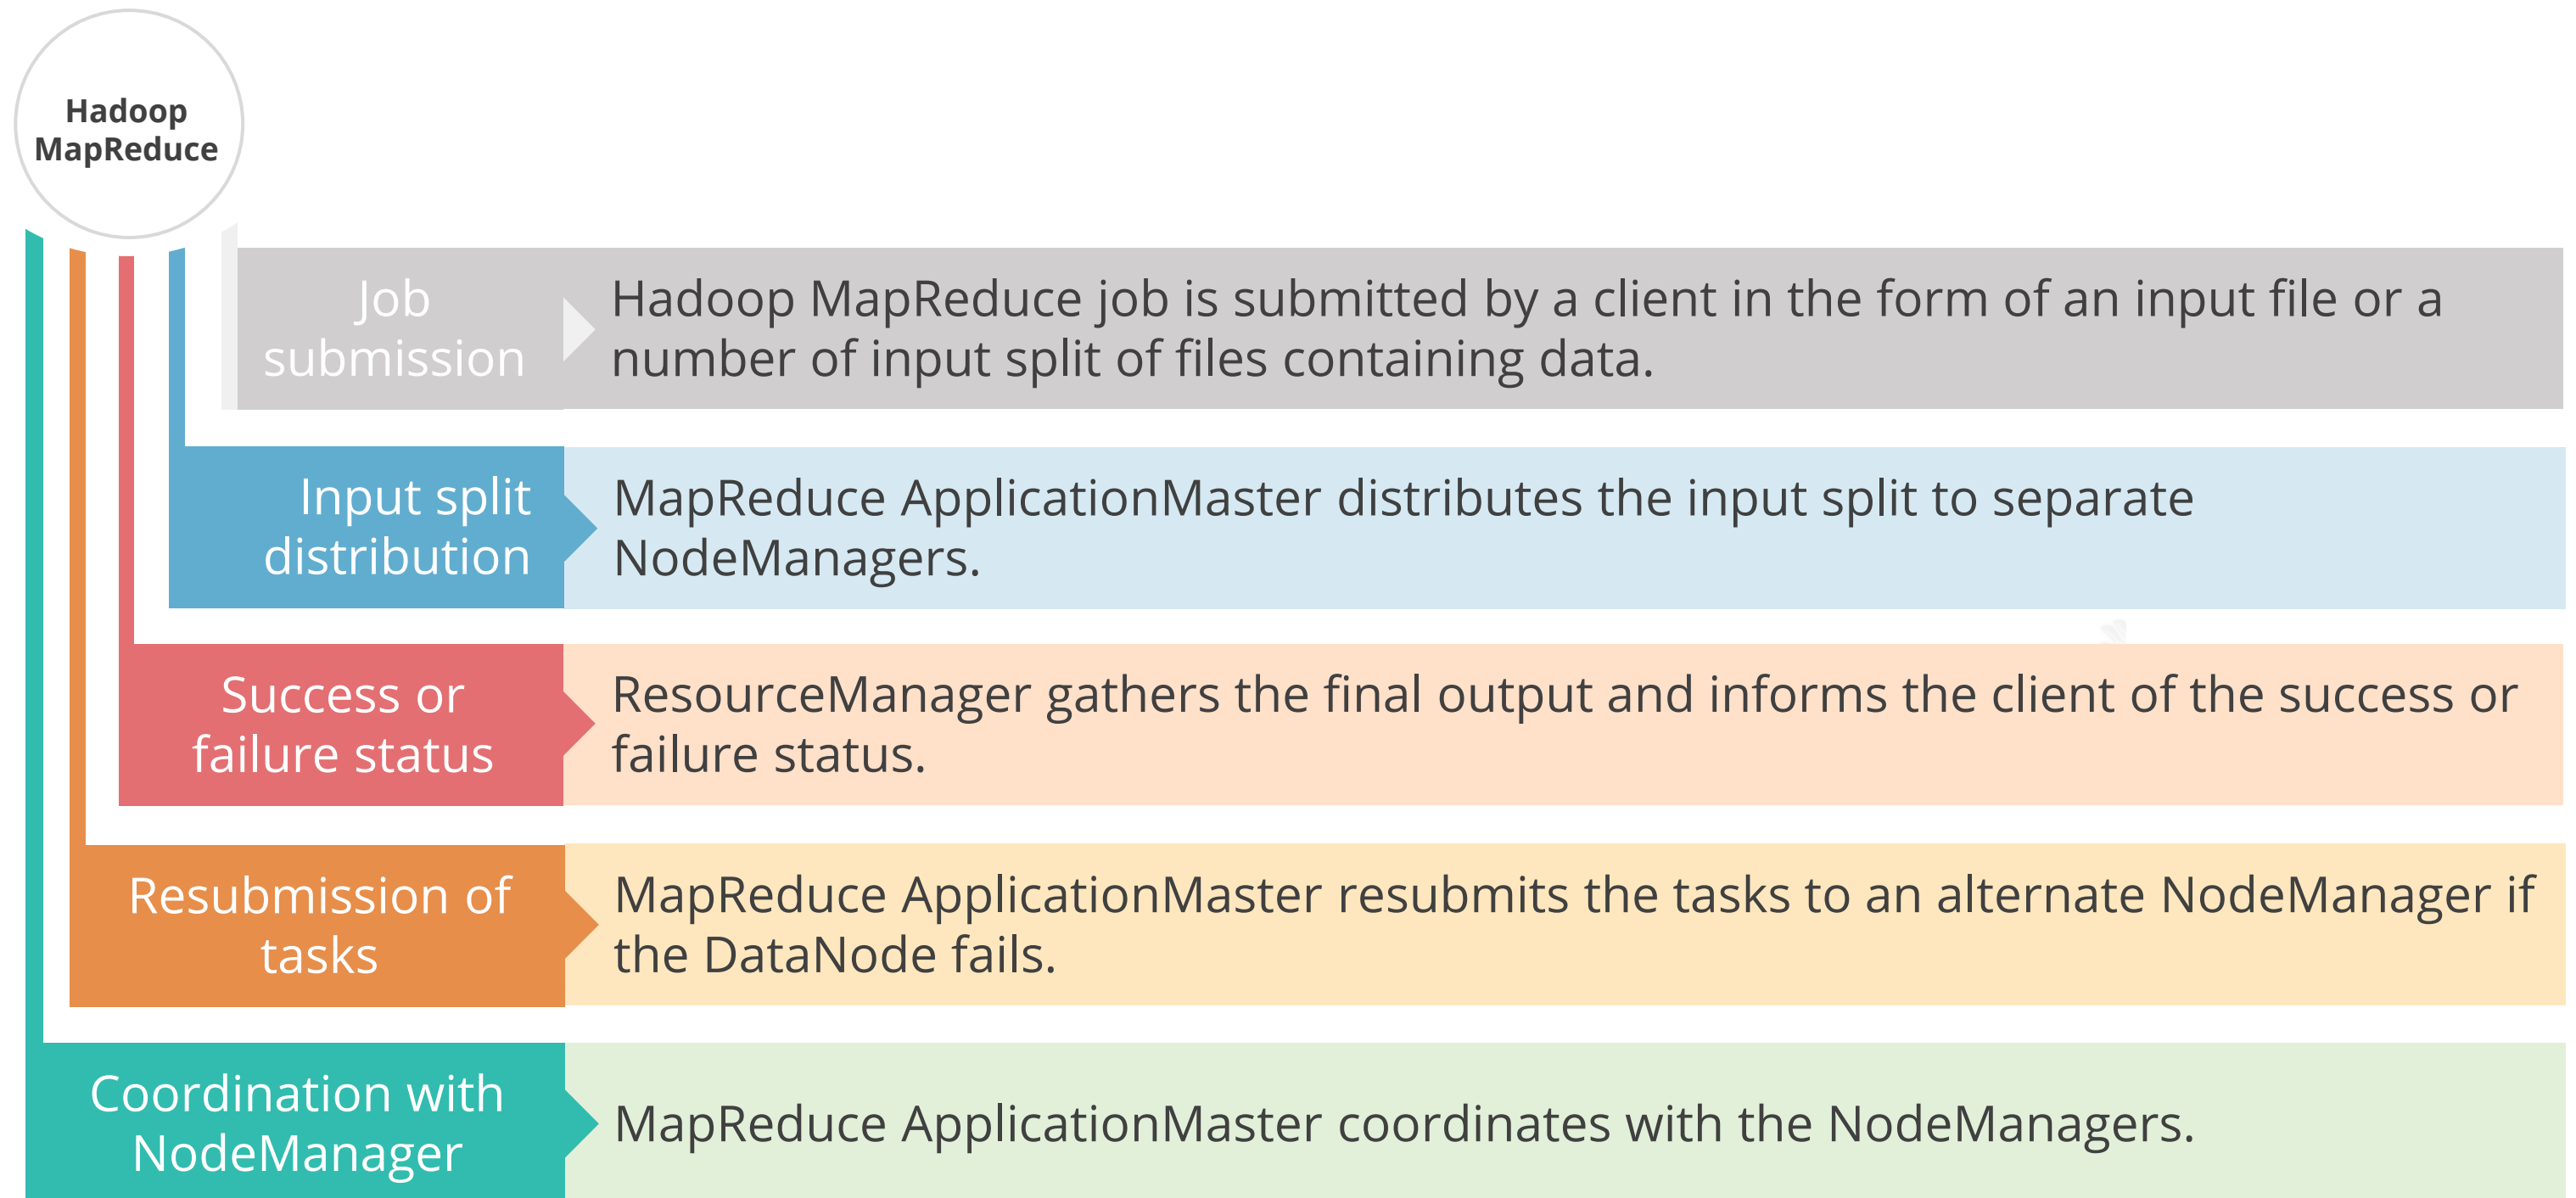 Hadoop
MapReduce
Job
submission
Hadoop MapReduce job is submitted by a client in the form of an input file or a
number of input split of files containing data.
Input split
distribution
MapReduce ApplicationMaster distributes the input split to separate
NodeManagers.
Success or
failure status
ResourceManager gathers the final output and informs the client of the success or
failure status.
Resubmission of
tasks
MapReduce ApplicationMaster resubmits the tasks to an alternate NodeManager if
the DataNode fails.
Coordination with
NodeManager
MapReduce ApplicationMaster coordinates with the NodeManagers.